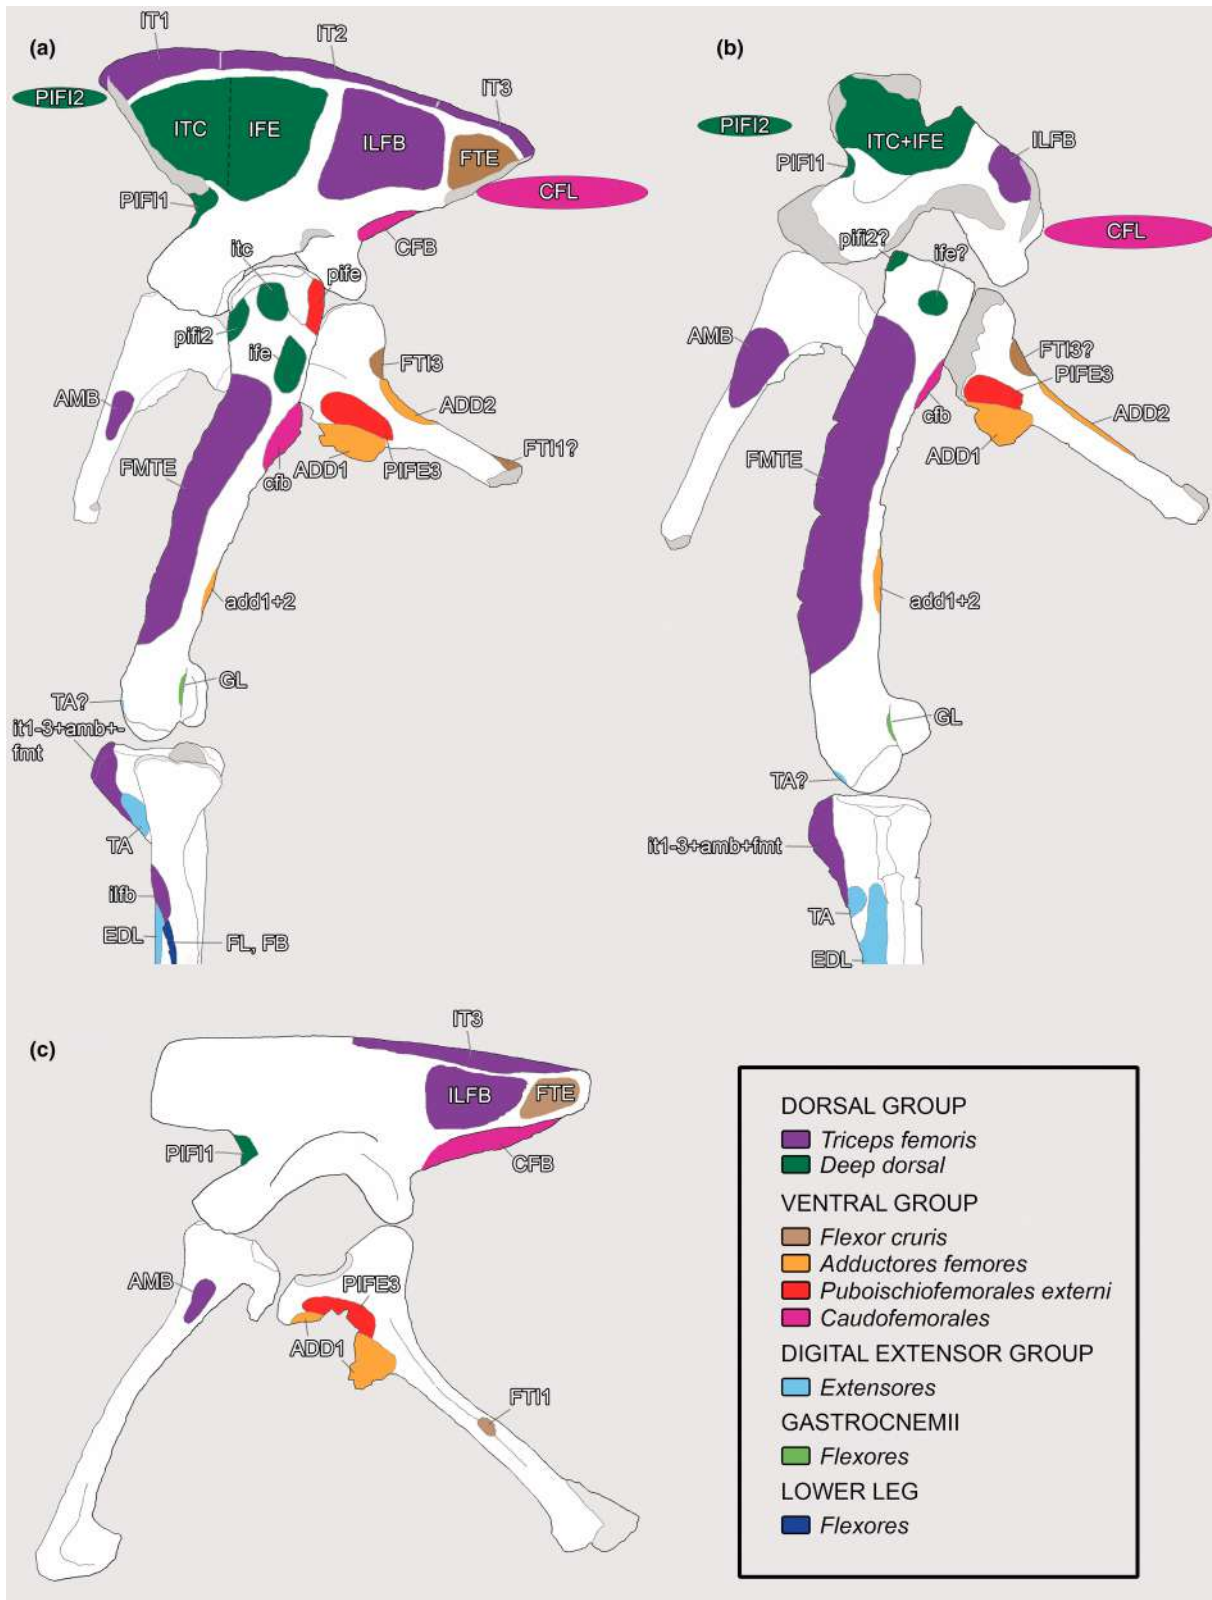 (a)
IT1
IT2
IT3
PIFI2
ITC
IFE
ILFB
FTE
CFL
PIFI1
CFB
itc
pife
pifi2
ife
FTI3
AMB
ADD2
FMTE
cfb
ADD1
PIFE3
FTI1?
add1+2
GL
TA?
it1-3+amb+-
fmt
TA
ilfb
EDL
FL, FB
(b)
PIFI2
ITC+IFE
ILFB
PIFI1
CFL
pifi2?
ife?
AMB
FTI3?
PIFE3
cfb
ADD2
ADD1
FMTE
add1+2
GL
TA?
it1-3+amb+fmt
TA
EDL
(c)
IT3
ILFB
FTE
PIFI1
CFB
AMB
PIFE3
ADD1
FTI1
DORSAL GROUP
Triceps femoris
Deep dorsal
VENTRAL GROUP
Flexor cruris
Adductores femores
Puboischiofemorales externi
Caudofemorales
DIGITAL EXTENSOR GROUP
Extensores
GASTROCNEMII
Flexores
LOWER LEG
Flexores